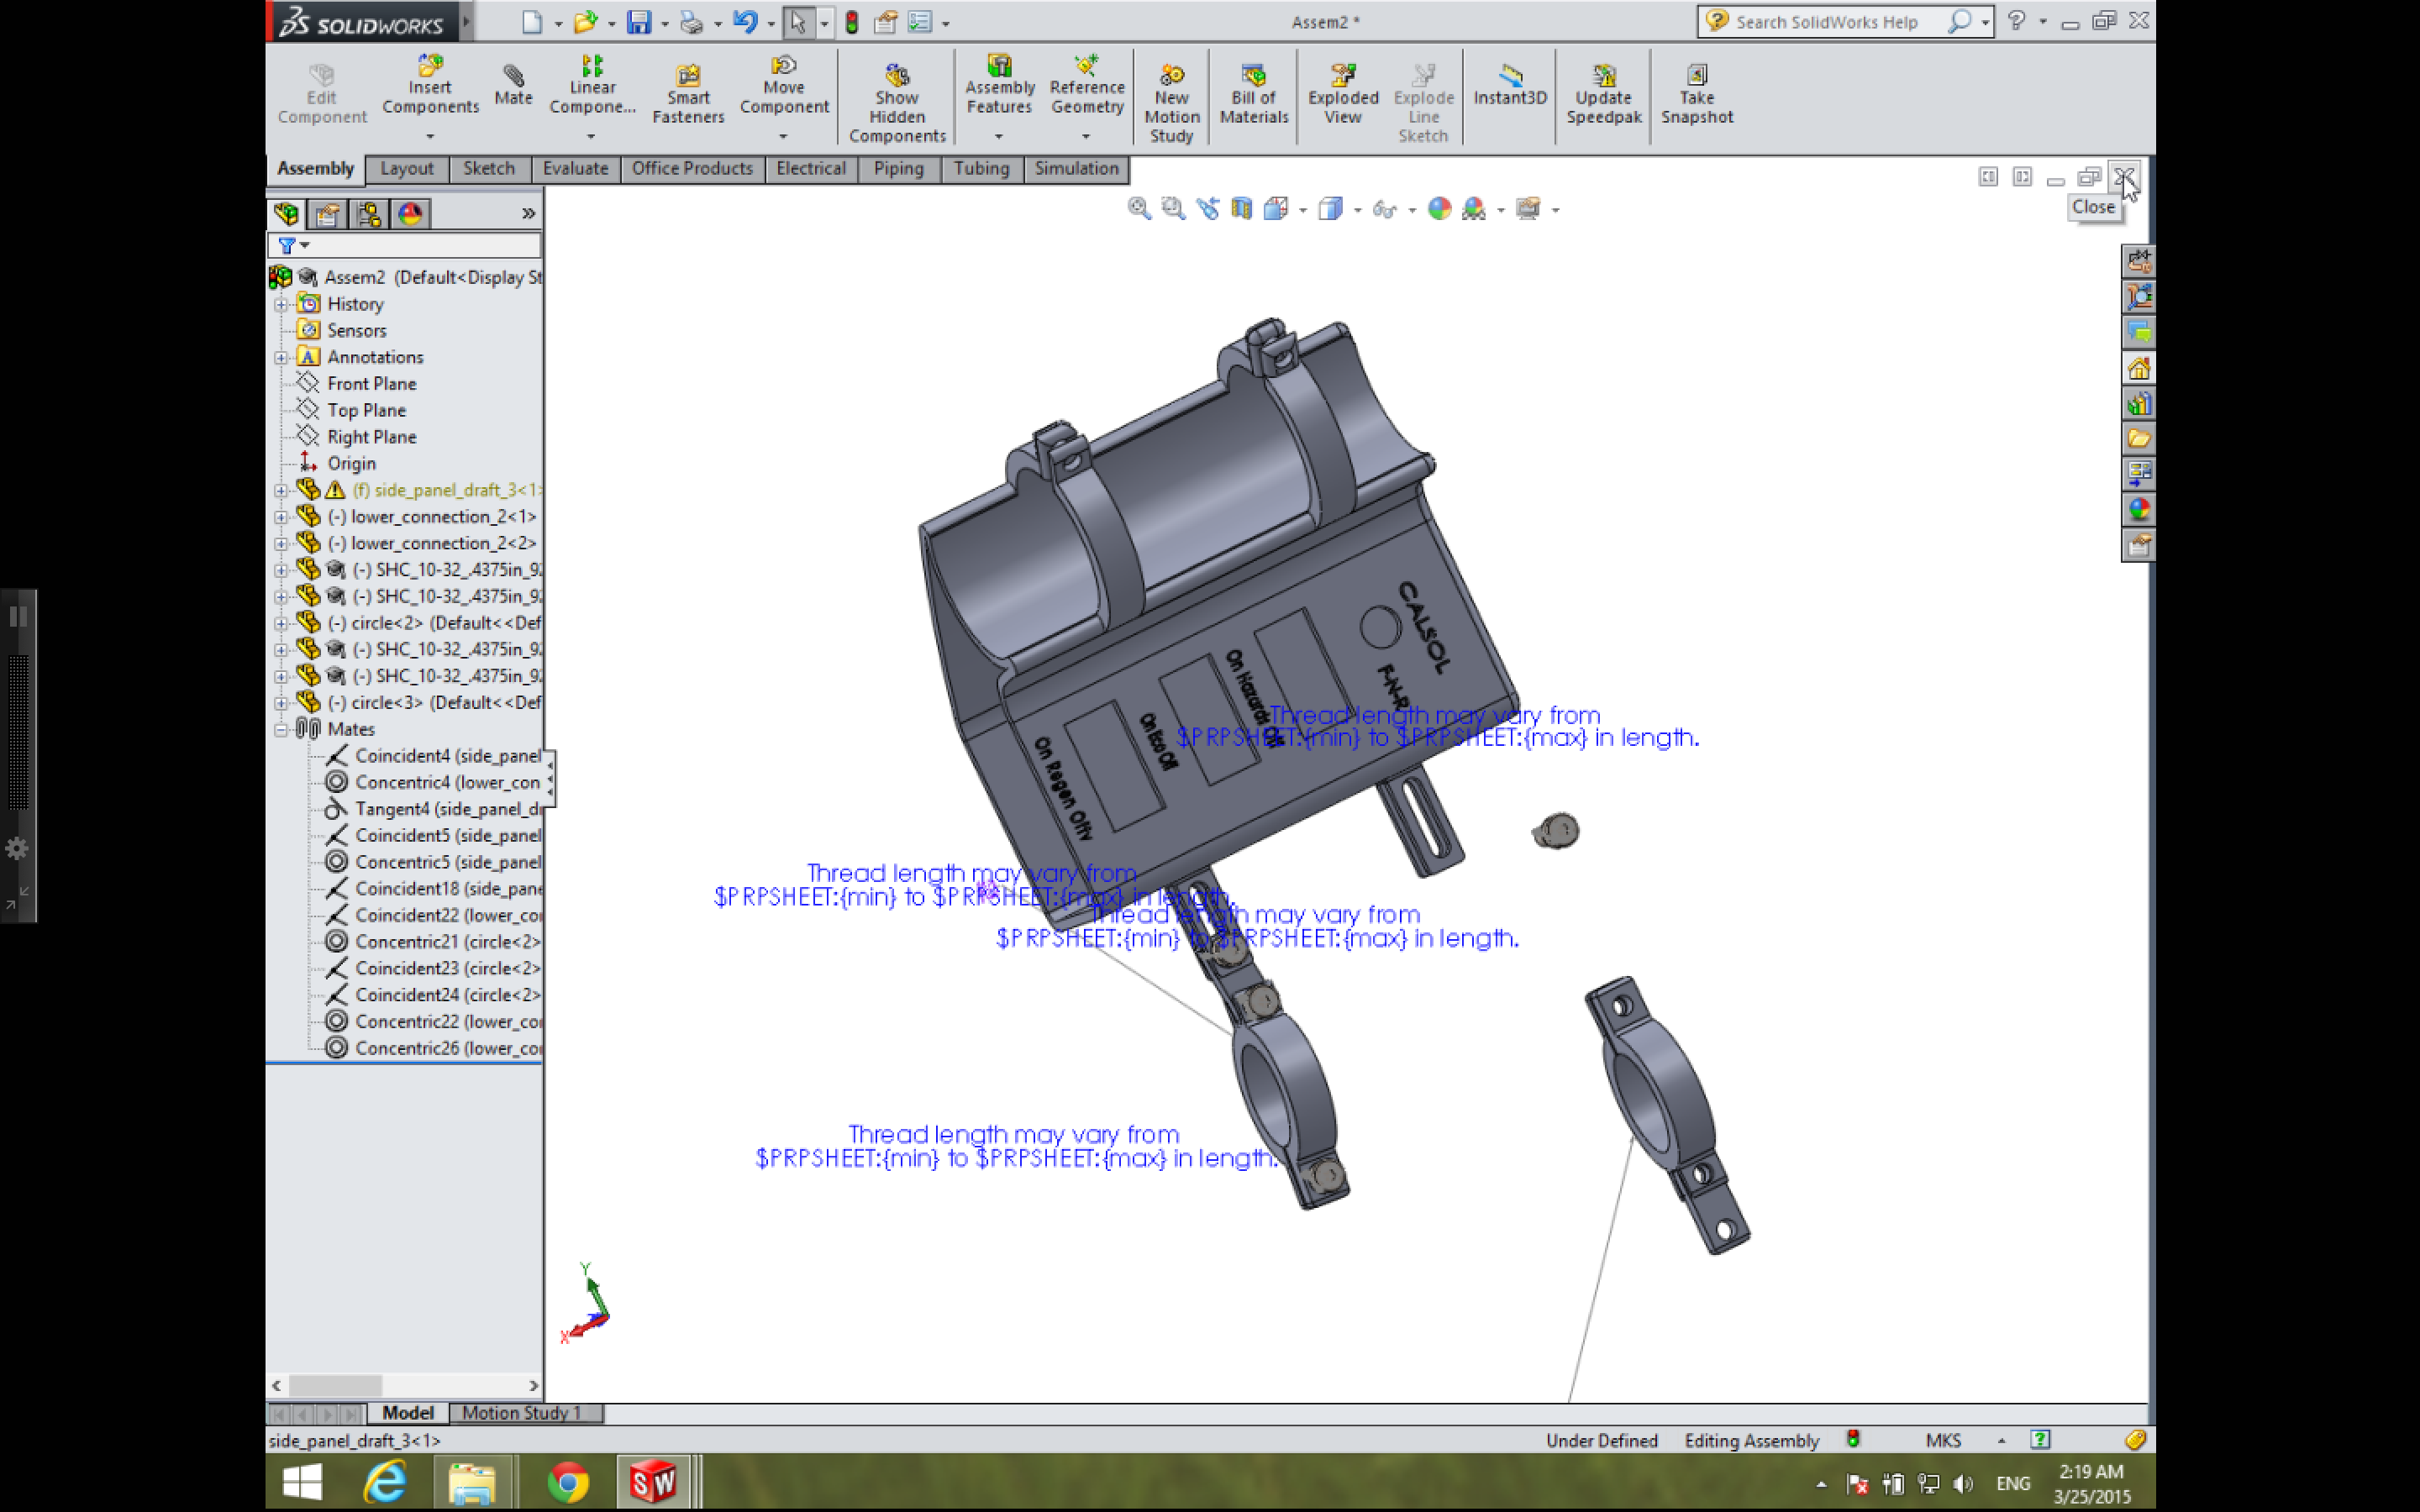 SOLIDWORKS
Assem2 *
Search SolidWorks Help
Edit Component
Insert Components
Mate
Linear Compone...
Smart Fasteners
Move Component
Show Hidden Components
Assembly Features
Reference Geometry
New Motion Study
Bill of Materials
Exploded View
Explode Line Sketch
Instant3D
Update Speedpak
Take Snapshot
Assembly
Layout
Sketch
Evaluate
Office Products
Electrical
Piping
Tubing
Simulation
Close
Assem2 (Default<Display St
History
Sensors
Annotations
Front Plane
Top Plane
Right Plane
Origin
(f) side_panel_draft_3<1>
(-) lower_connection_2<1>
(-) lower_connection_2<2>
(-) SHC_10-32_.4375in_92
(-) SHC_10-32_.4375in_92
(-) circle<2> (Default<<Def
(-) SHC_10-32_.4375in_92
(-) SHC_10-32_.4375in_92
(-) circle<3> (Default<<Def
Mates
Coincident4 (side_panel
Concentric4 (lower_con
Tangent4 (side_panel_d
Coincident5 (side_panel
Concentric5 (side_panel
Coincident18 (side_pane
Coincident22 (lower_co
Concentric21 (circle<2>
Coincident23 (circle<2>
Coincident24 (circle<2>
Concentric22 (lower_co
Concentric26 (lower_co
CALSOL
F-N-R
On Hazards Off
On Eco Off
On Regen Off
Thread length may vary from
$PRPSHEET:{min} to $PRPSHEET:{max} in length.
Thread length may vary from
$PRPSHEET:{min} to $PRPSHEET:{max} in length.
Thread length may vary from
$PRPSHEET:{min} to $PRPSHEET:{max} in length.
Thread length may vary from
$PRPSHEET:{min} to $PRPSHEET:{max} in length.
Y
X
Model
Motion Study 1
side_panel_draft_3<1>
Under Defined
Editing Assembly
MKS
SW
ENG
2:19 AM
3/25/2015